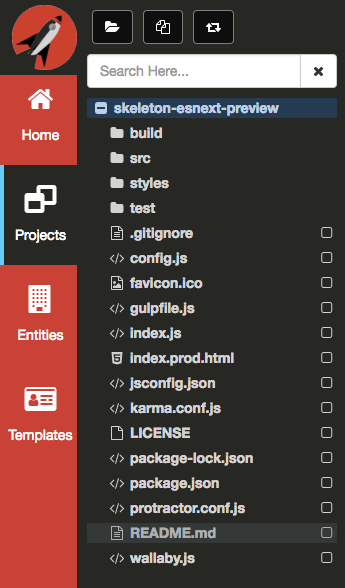 Search Here...
Home
Projects
Entities
Templates
skeleton-esnext-preview
build
src
styles
test
.gitignore
config.js
favicon.ico
gulpfile.js
index.js
index.prod.html
jsconfig.json
karma.conf.js
LICENSE
package-lock.json
package.json
protractor.conf.js
README.md
wallaby.js